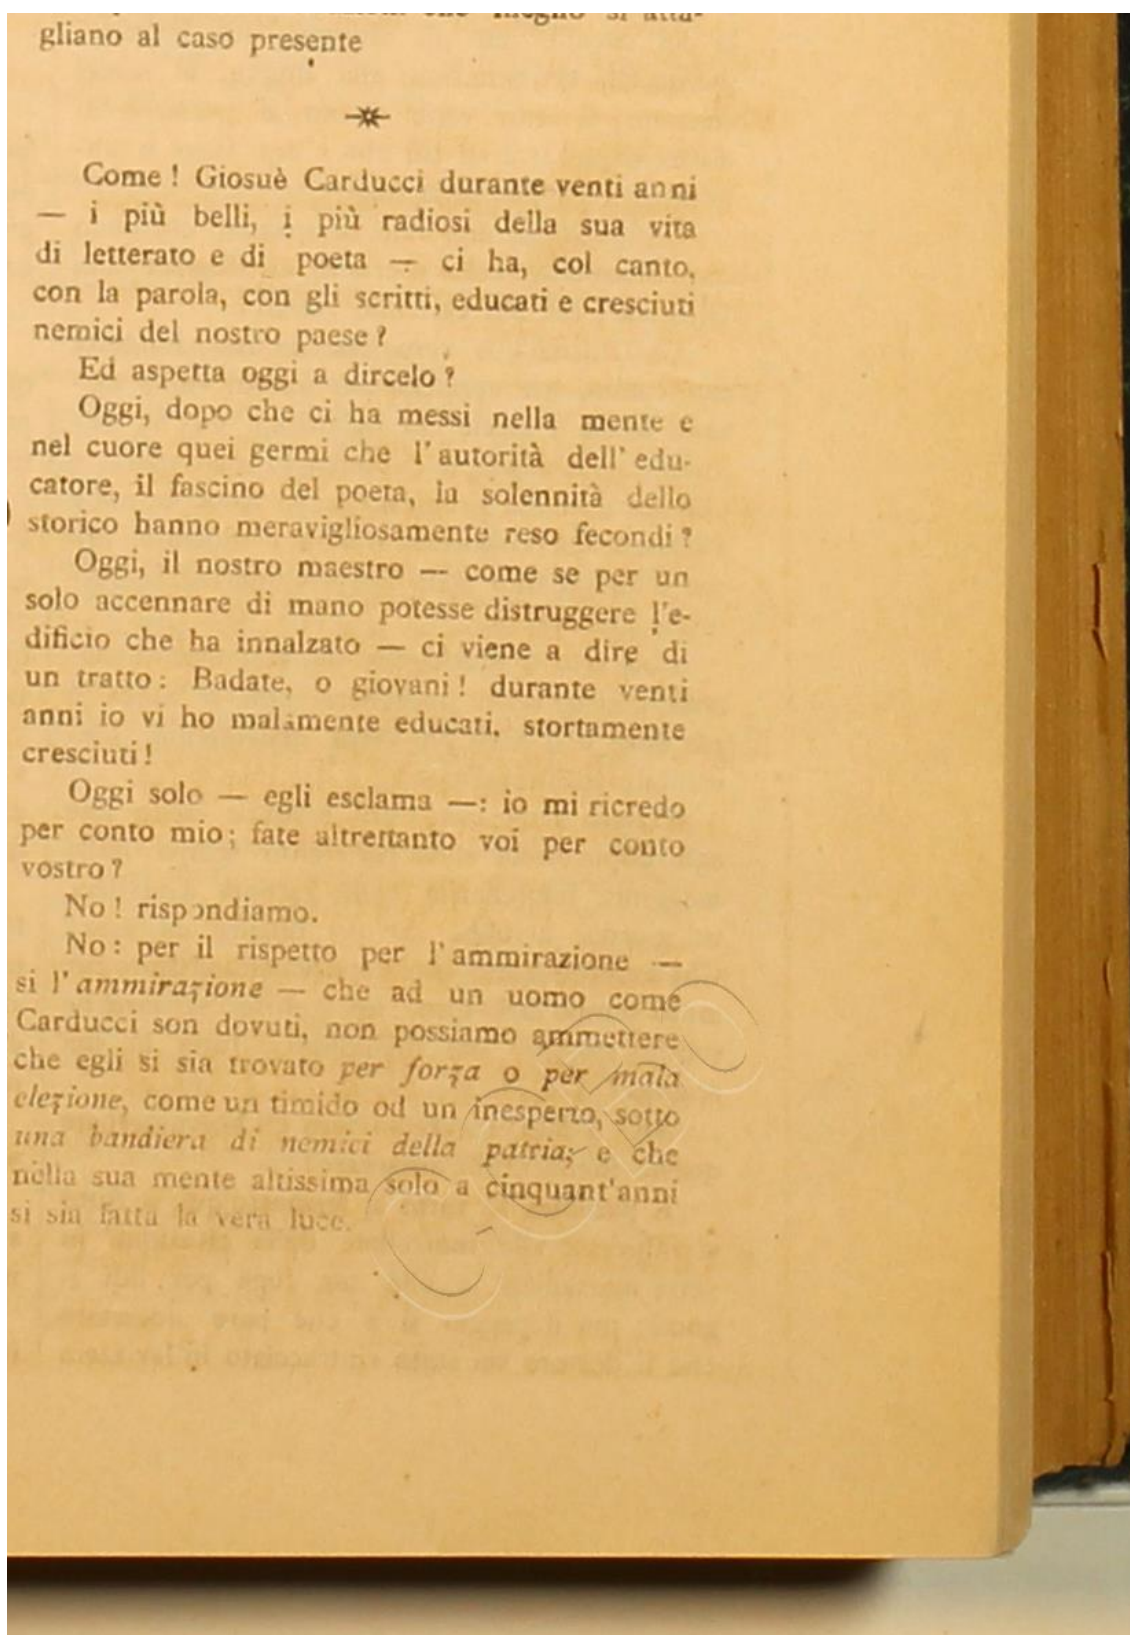 che meglio si atta-
gliano al caso presente
Come! Giosuè Carducci durante venti anni
— i più belli, i più radiosi della sua vita
di letterato e di poeta — ci ha, col canto,
con la parola, con gli scritti, educati e cresciuti
nemici del nostro paese?
Ed aspetta oggi a dircelo?
Oggi, dopo che ci ha messi nella mente e
nel cuore quei germi che l'autorità dell'edu-
catore, il fascino del poeta, la solennità dello
storico hanno meravigliosamente reso fecondi?
Oggi, il nostro maestro — come se per un
solo accennare di mano potesse distruggere l'e-
dificio che ha innalzato — ci viene a dire di
un tratto: Badate, o giovani! durante venti
anni io vi ho malamente educati, stortamente
cresciuti!
Oggi solo — egli esclama —: io mi ricredo
per conto mio; fate altrettanto voi per conto
vostro?
No! rispondiamo.
No: per il rispetto per l'ammirazione —
si l'ammirazione — che ad un uomo come
Carducci son dovuti, non possiamo ammettere
che egli si sia trovato per forza o per mala
elezione, come un timido od un inesperto, sotto
una bandiera di nemici della patria; e che
nella sua mente altissima solo a cinquant'anni
si sia fatta la vera luce.